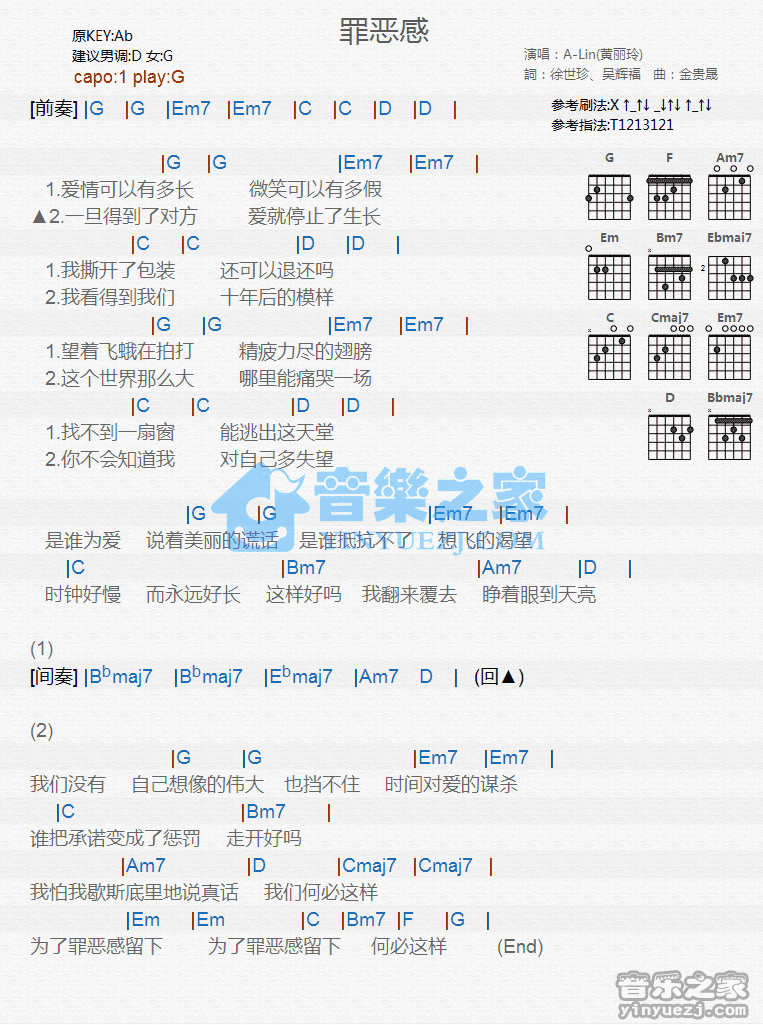 罪恶感
原KEY:Ab
建议男调:D 女:G
capo:1 play:G
演唱：A-Lin(黄丽玲)
詞：徐世珍、吴辉福 曲：金贵晟
参考刷法:X ↑_↑↓ _↓↑↓ ↑_↑↓
参考指法:T1213121
[前奏] |G |G |Em7 |Em7 |C |C |D |D |
|G |G |Em7 |Em7 |
1.爱情可以有多长 微笑可以有多假
▲2.一旦得到了对方 爱就停止了生长
|C |C |D |D |
1.我撕开了包装 还可以退还吗
2.我看得到我们 十年后的模样
|G |G |Em7 |Em7 |
1.望着飞蛾在拍打 精疲力尽的翅膀
2.这个世界那么大 哪里能痛哭一场
|C |C |D |D |
1.找不到一扇窗 能逃出这天堂
2.你不会知道我 对自己多失望
|G |G |Em7 |Em7 |
是谁为爱 说着美丽的谎话 是谁抵抗不了 想飞的渴望
|C |Bm7 |Am7 |D |
时钟好慢 而永远好长 这样好吗 我翻来覆去 睁着眼到天亮
(1)
[间奏] |Bbmaj7 |Bbmaj7 |Ebmaj7 |Am7 D | (回▲)
(2)
|G |G |Em7 |Em7 |
我们没有 自己想像的伟大 也挡不住 时间对爱的谋杀
|C |Bm7 |
谁把承诺变成了惩罚 走开好吗
|Am7 |D |Cmaj7 |Cmaj7 |
我怕我歇斯底里地说真话 我们何必这样
|Em |Em |C |Bm7 |F |G |
为了罪恶感留下 为了罪恶感留下 何必这样 (End)
G F Am7
x
Em Bm7 Ebmaj7
x
2
C Cmaj7 Em7
x
D Bbmaj7
x x
音樂之家
YINYUEZJ.COM
音乐之家
yinyuezj.com